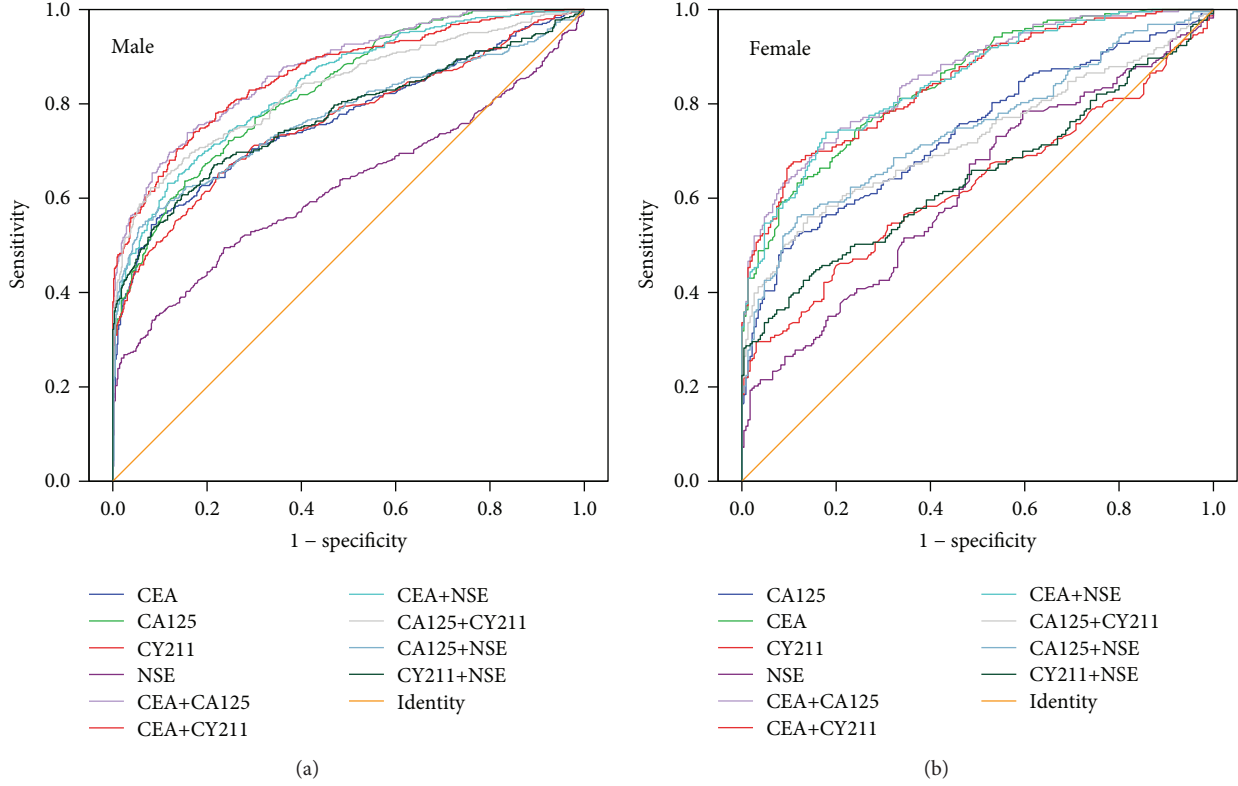 Male
Sensitivity
1.0
0.8
0.6
0.4
0.2
0.0
0.0 0.2 0.4 0.6 0.8 1.0
1 – specificity
CEA
CA125
CY211
NSE
CEA+CA125
CEA+CY211
CEA+NSE
CA125+CY211
CA125+NSE
CY211+NSE
Identity
(a)
Female
Sensitivity
1.0
0.8
0.6
0.4
0.2
0.0
0.0 0.2 0.4 0.6 0.8 1.0
1 – specificity
CA125
CEA
CY211
NSE
CEA+CA125
CEA+CY211
CEA+NSE
CA125+CY211
CA125+NSE
CY211+NSE
Identity
(b)